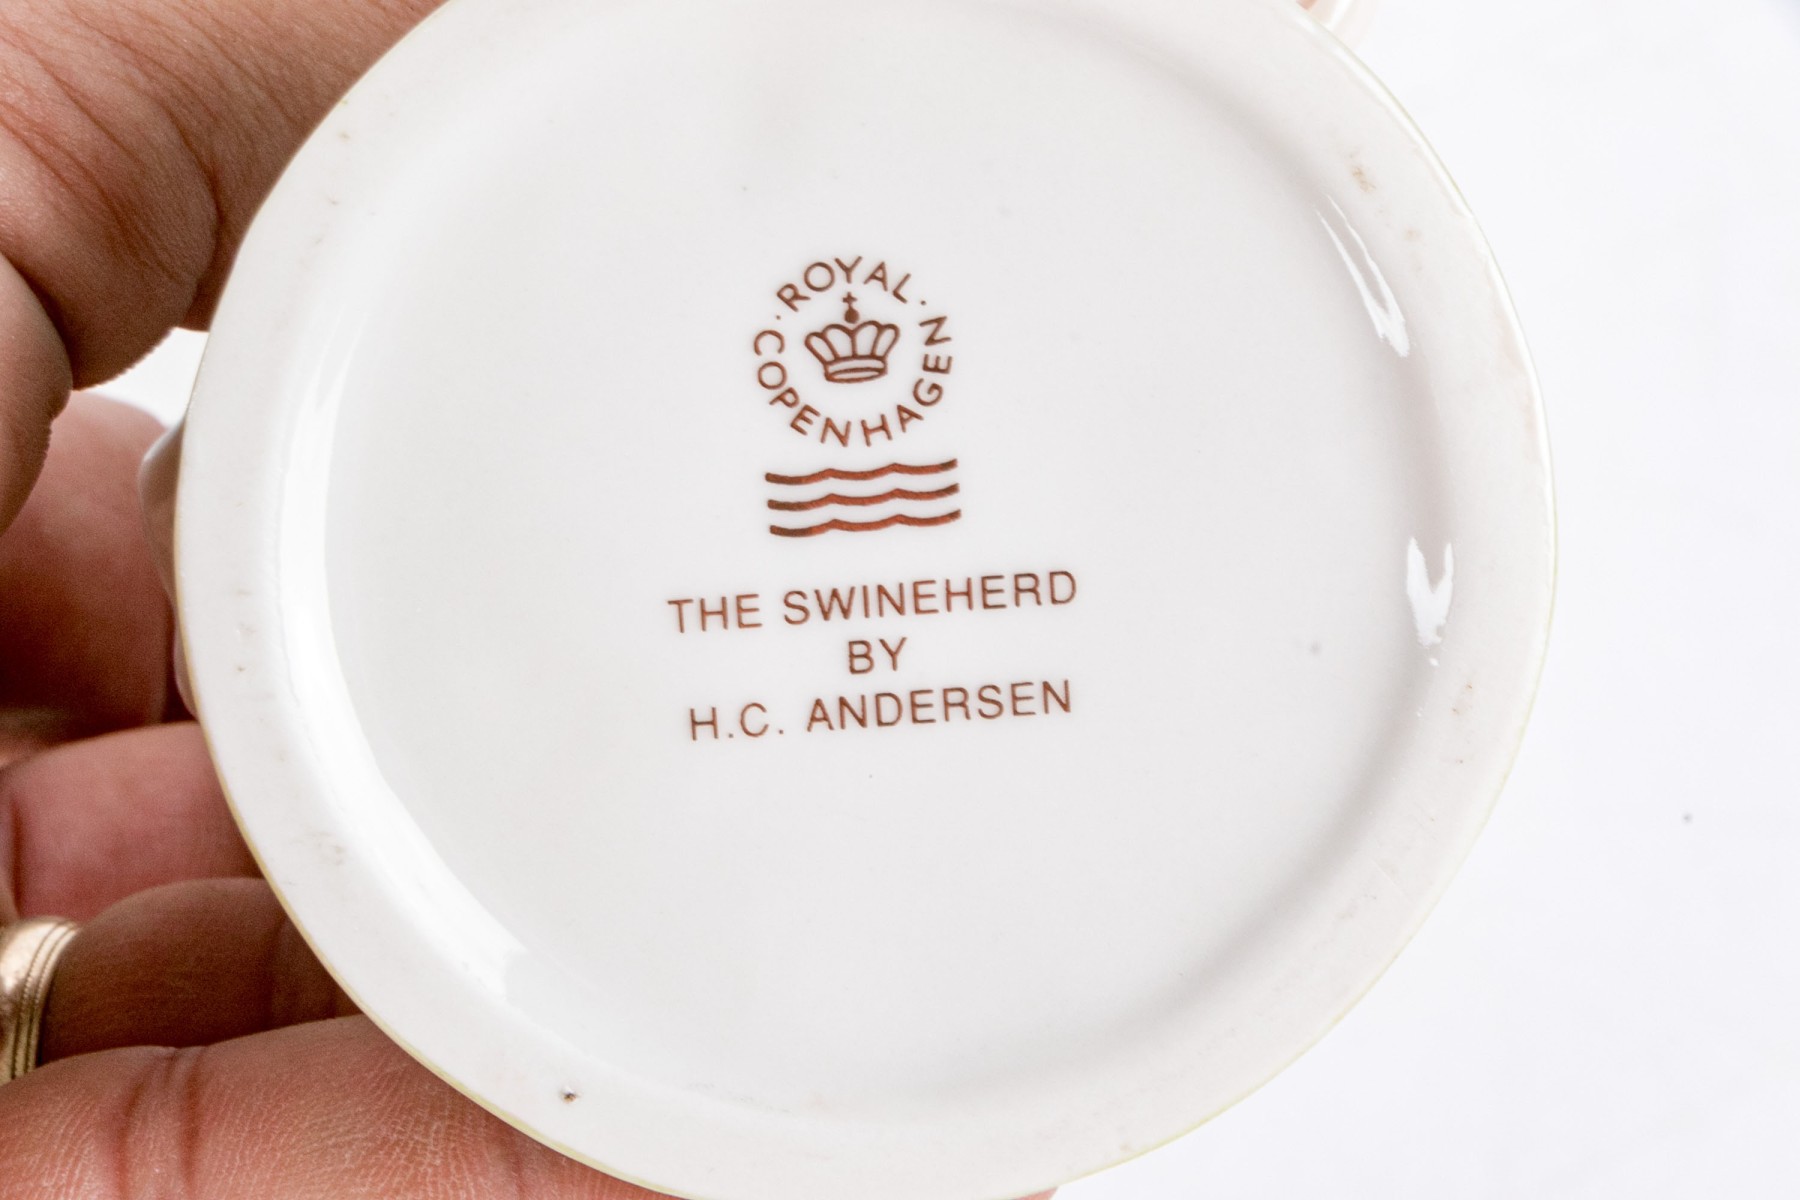 ROYAL
COPENHAGEN
THE SWINEHERD
BY
H.C. ANDERSEN